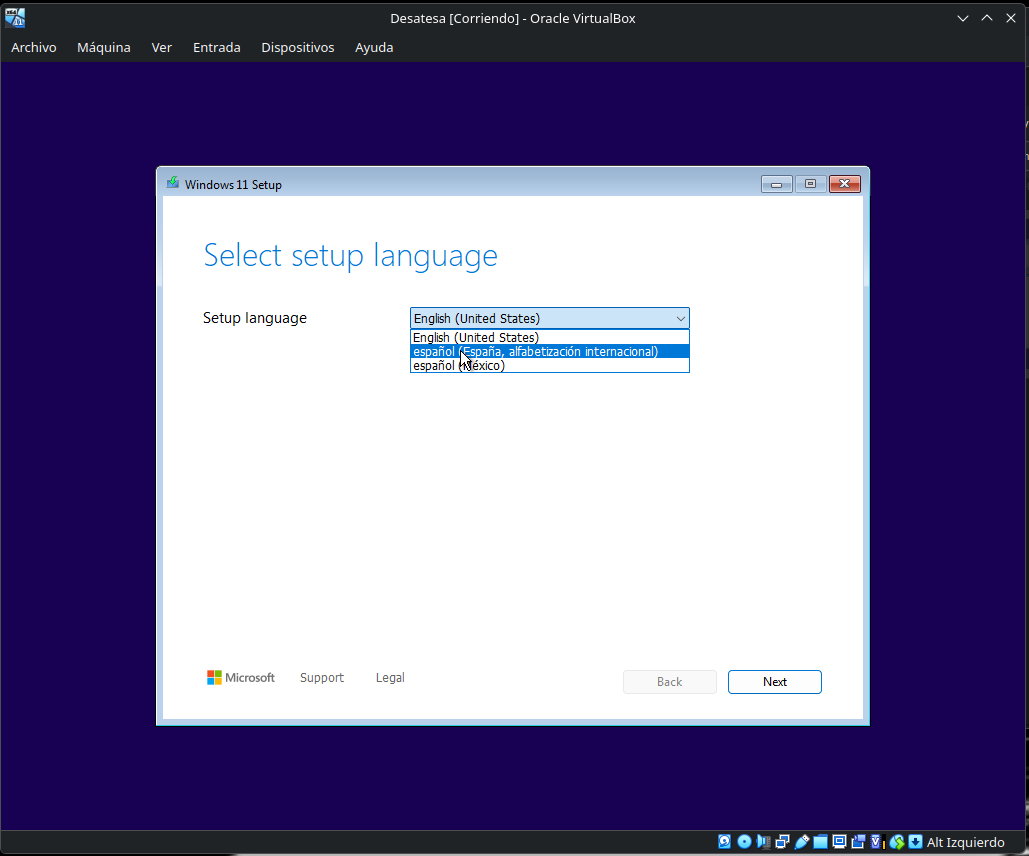 Desatesa [Corriendo] - Oracle VirtualBox
Archivo Máquina Ver Entrada Dispositivos Ayuda
Windows 11 Setup
Select setup language
Setup language
English (United States)
English (United States)
español (España, alfabetización internacional)
español (México)
Microsoft Support Legal
Back Next
Alt Izquierdo